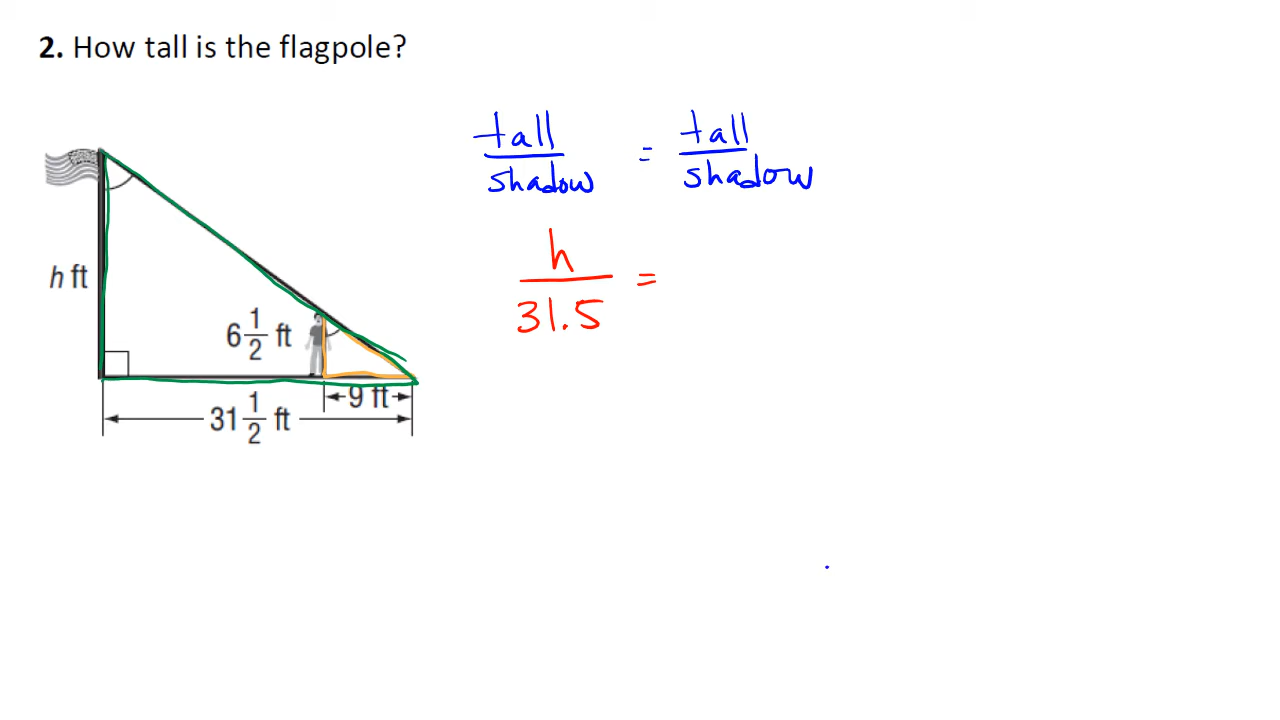 2. How tall is the flagpole?
tall/shadow = tall/shadow
h/31.5 =
h ft
6 1/2 ft
9 ft
31 1/2 ft